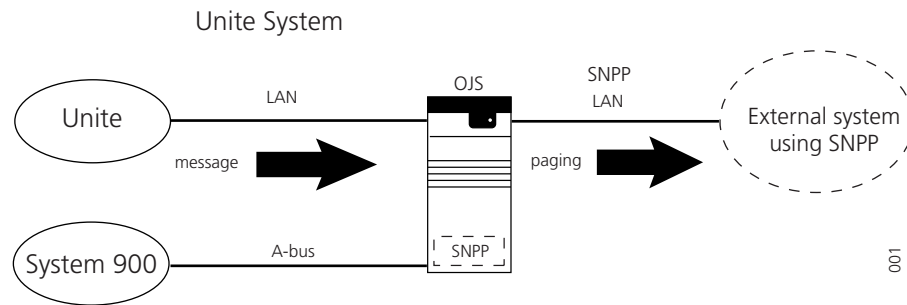 Unite System
Unite
LAN
OJS
SNPP
LAN
External system
using SNPP
message
paging
System 900
A-bus
SNPP
001